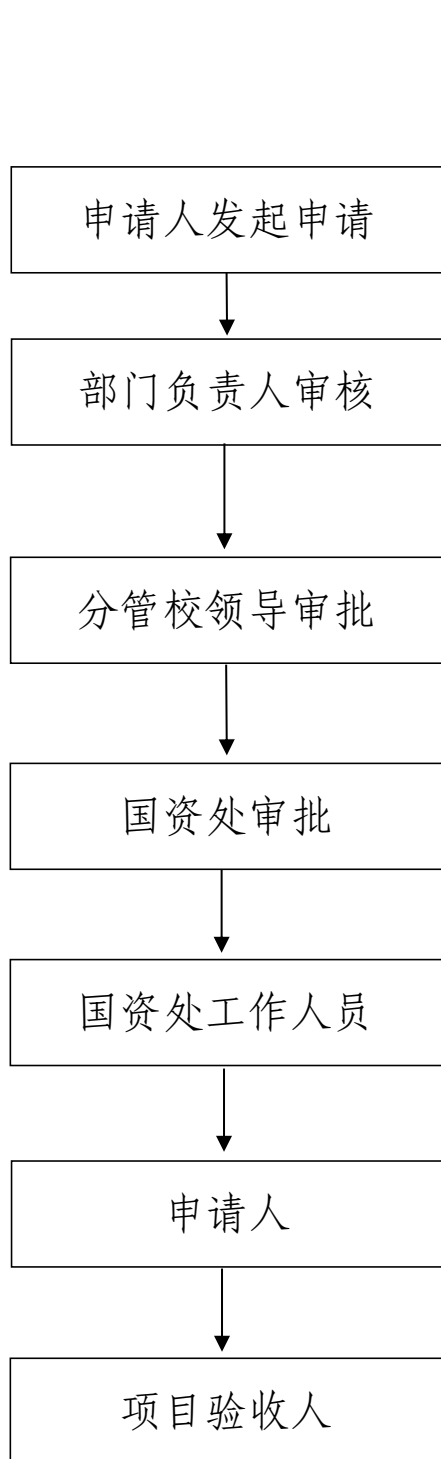 申请人发起申请
部门负责人审核
分管校领导审批
国资处审批
国资处工作人员
申请人
项目验收人